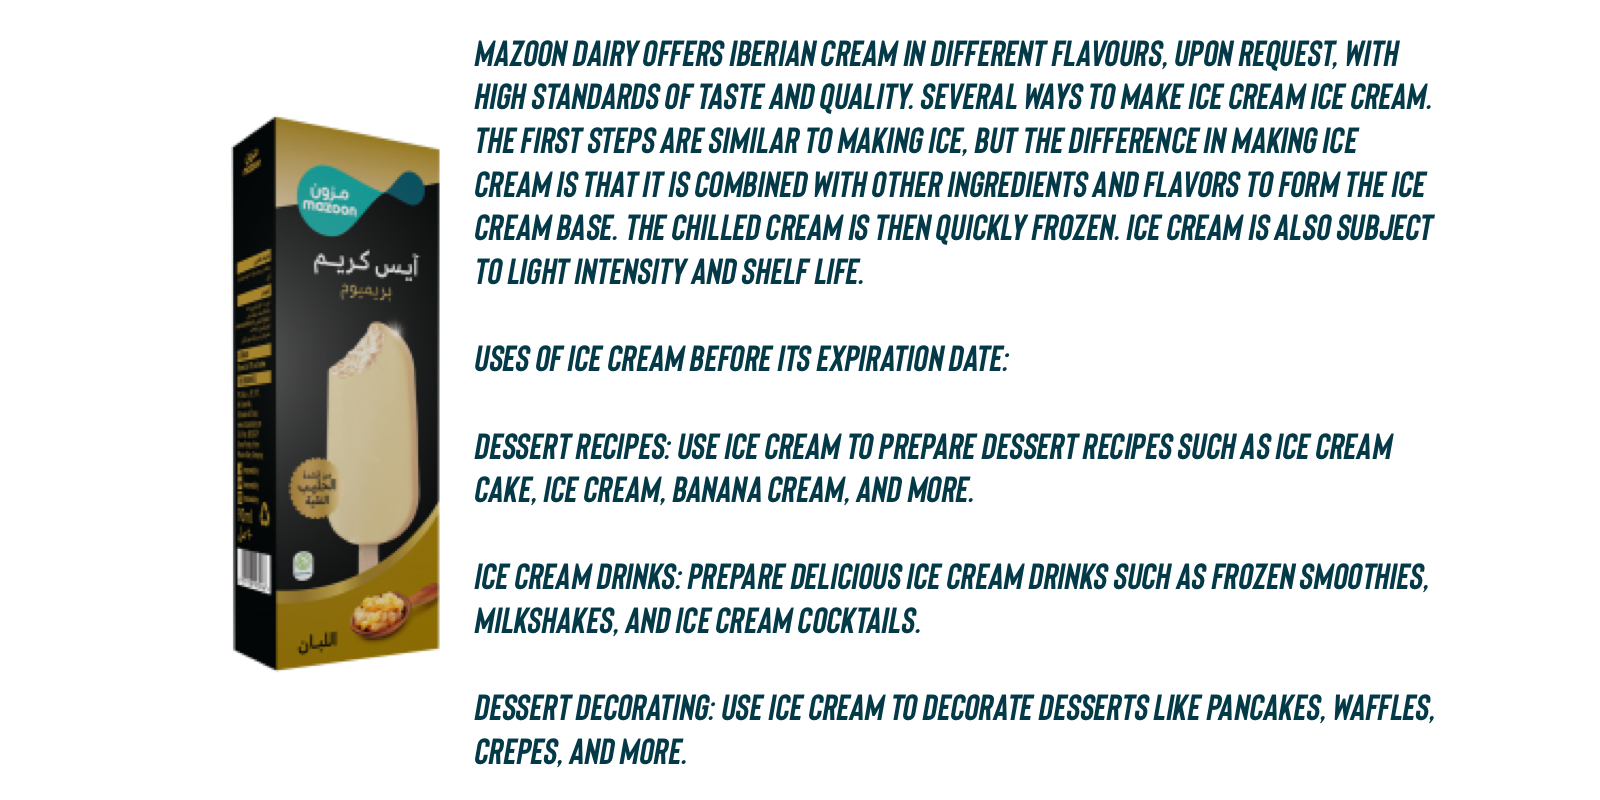 مزون
mazoon
آيس كريم
بريميوم
الحليب
اللبان
MAZOON DAIRY OFFERS IBERIAN CREAM IN DIFFERENT FLAVOURS, UPON REQUEST, WITH
HIGH STANDARDS OF TASTE AND QUALITY. SEVERAL WAYS TO MAKE ICE CREAM ICE CREAM.
THE FIRST STEPS ARE SIMILAR TO MAKING ICE, BUT THE DIFFERENCE IN MAKING ICE
CREAM IS THAT IT IS COMBINED WITH OTHER INGREDIENTS AND FLAVORS TO FORM THE ICE
CREAM BASE. THE CHILLED CREAM IS THEN QUICKLY FROZEN. ICE CREAM IS ALSO SUBJECT
TO LIGHT INTENSITY AND SHELF LIFE.
USES OF ICE CREAM BEFORE ITS EXPIRATION DATE:
DESSERT RECIPES: USE ICE CREAM TO PREPARE DESSERT RECIPES SUCH AS ICE CREAM
CAKE, ICE CREAM, BANANA CREAM, AND MORE.
ICE CREAM DRINKS: PREPARE DELICIOUS ICE CREAM DRINKS SUCH AS FROZEN SMOOTHIES,
MILKSHAKES, AND ICE CREAM COCKTAILS.
DESSERT DECORATING: USE ICE CREAM TO DECORATE DESSERTS LIKE PANCAKES, WAFFLES,
CREPES, AND MORE.